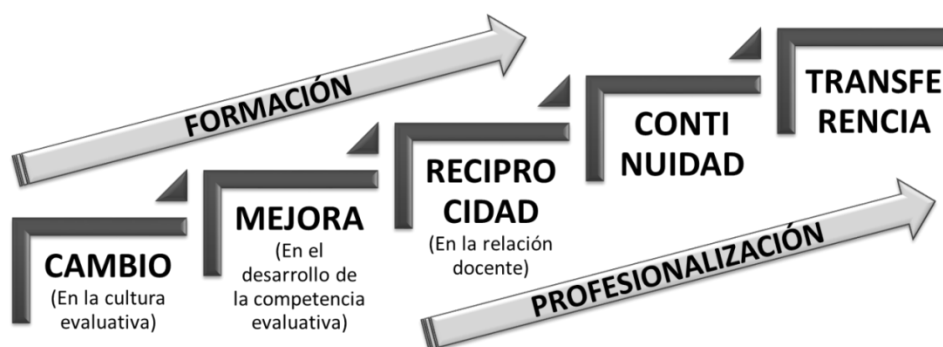 FORMACIÓN
CAMBIO
(En la cultura
evaluativa)
MEJORA
(En el
desarrollo de
la competencia
evaluativa)
RECIPRO
CIDAD
(En la relación
docente)
CONTI
NUIDAD
TRANSFE
RENCIA
PROFESIONALIZACIÓN